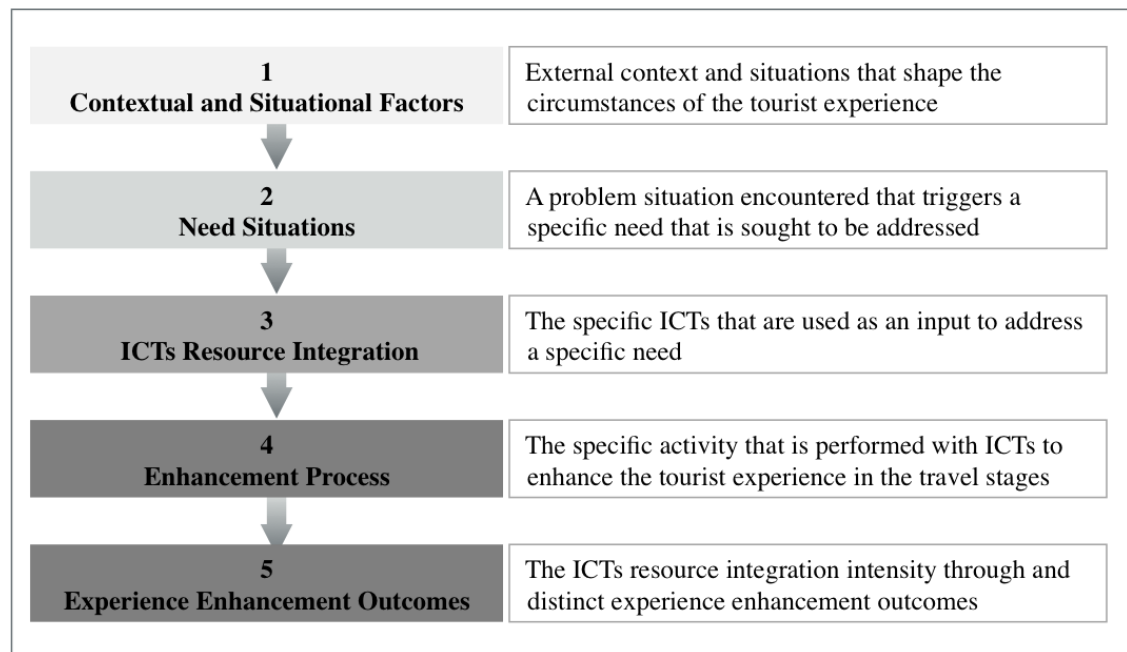 1
Contextual and Situational Factors
External context and situations that shape the
circumstances of the tourist experience
2
Need Situations
A problem situation encountered that triggers a
specific need that is sought to be addressed
3
ICTs Resource Integration
The specific ICTs that are used as an input to address
a specific need
4
Enhancement Process
The specific activity that is performed with ICTs to
enhance the tourist experience in the travel stages
5
Experience Enhancement Outcomes
The ICTs resource integration intensity through and
distinct experience enhancement outcomes